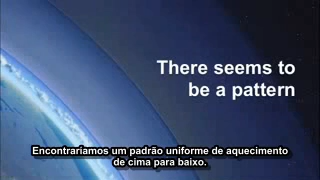 There seems to
be a pattern
Encontraríamos um padrão uniforme de aquecimento
de cima para baixo.